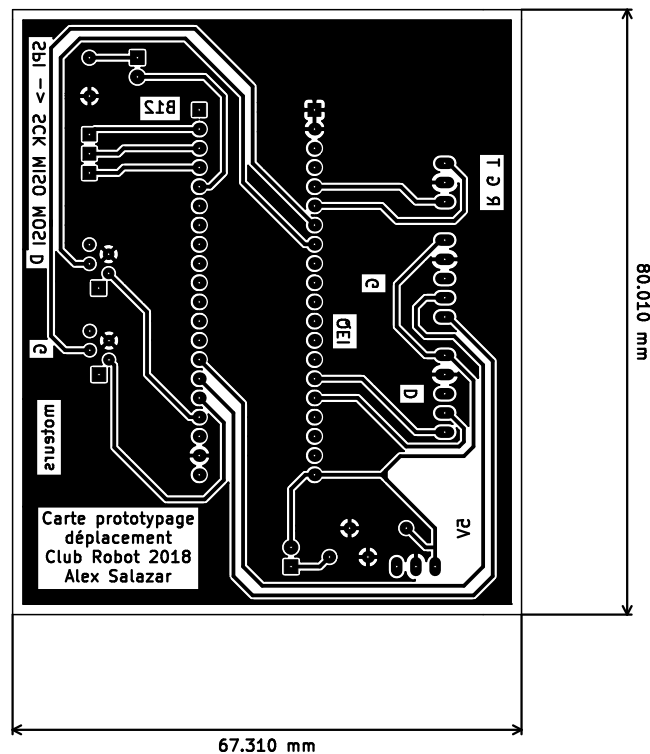 SPI -> SCK MISO MOSI D
B12
R G T
G
QEI
G
D
moteurs
5V
Carte prototypage
déplacement
Club Robot 2018
Alex Salazar
80.010 mm
67.310 mm